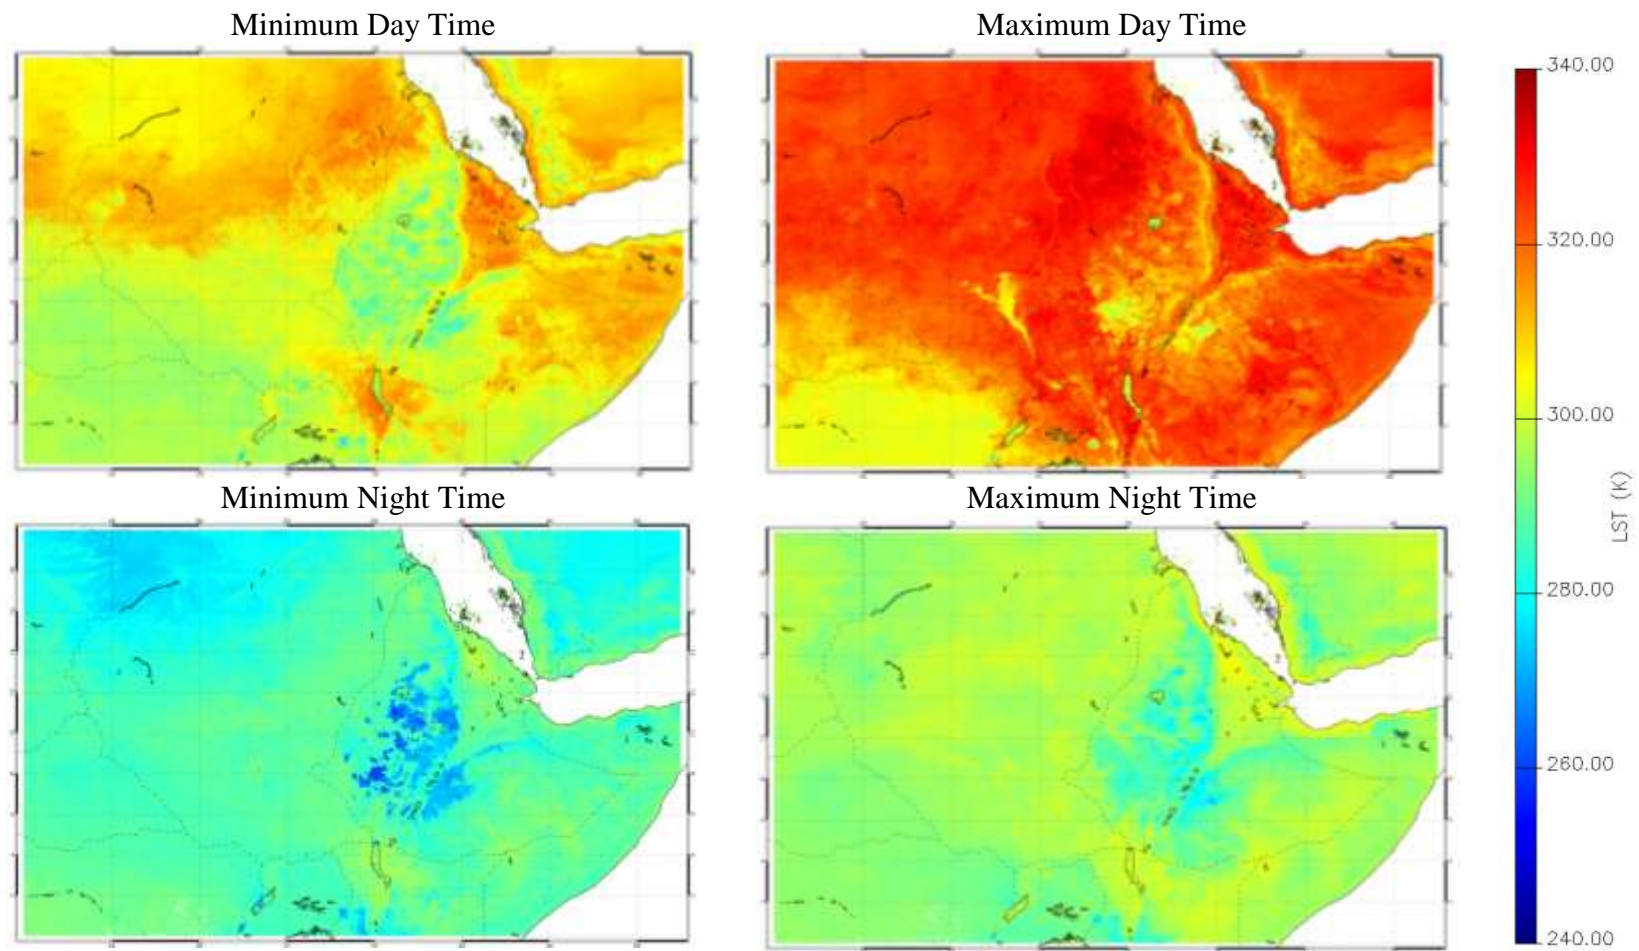 Minimum Day Time
Maximum Day Time
340.00
320.00
300.00
Minimum Night Time
Maximum Night Time
LST (K)
280.00
260.00
240.00